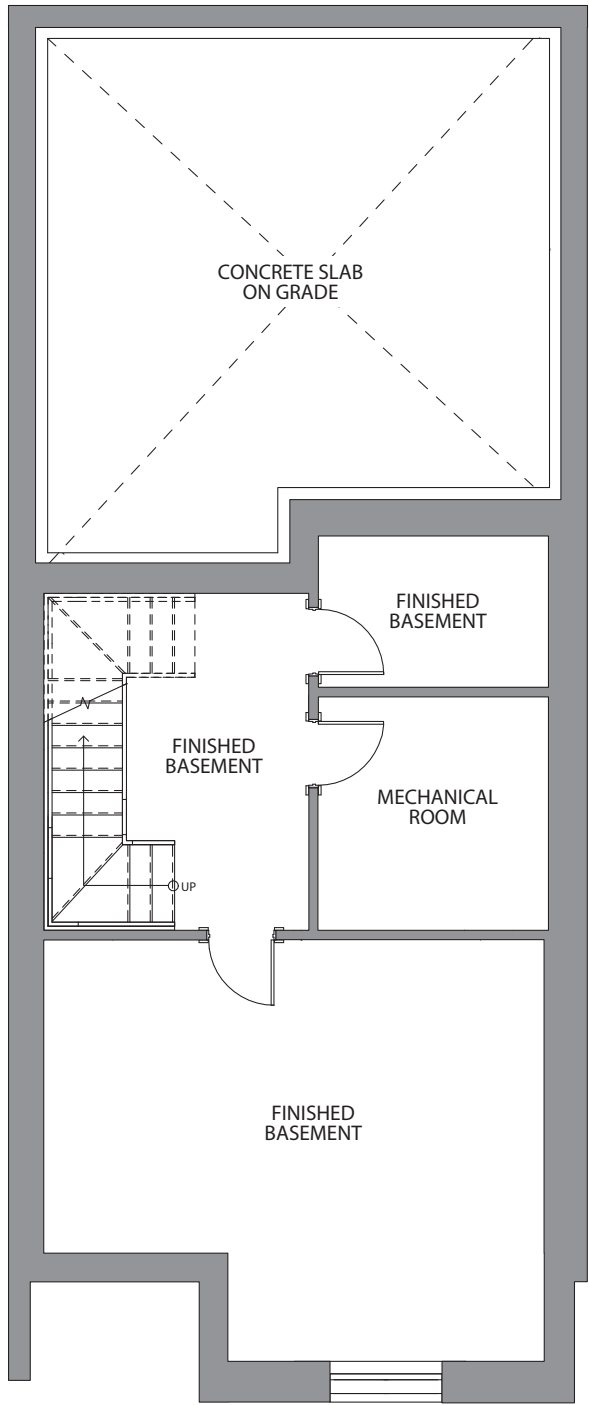 CONCRETE SLAB
ON GRADE
FINISHED
BASEMENT
FINISHED
BASEMENT
MECHANICAL
ROOM
UP
FINISHED
BASEMENT